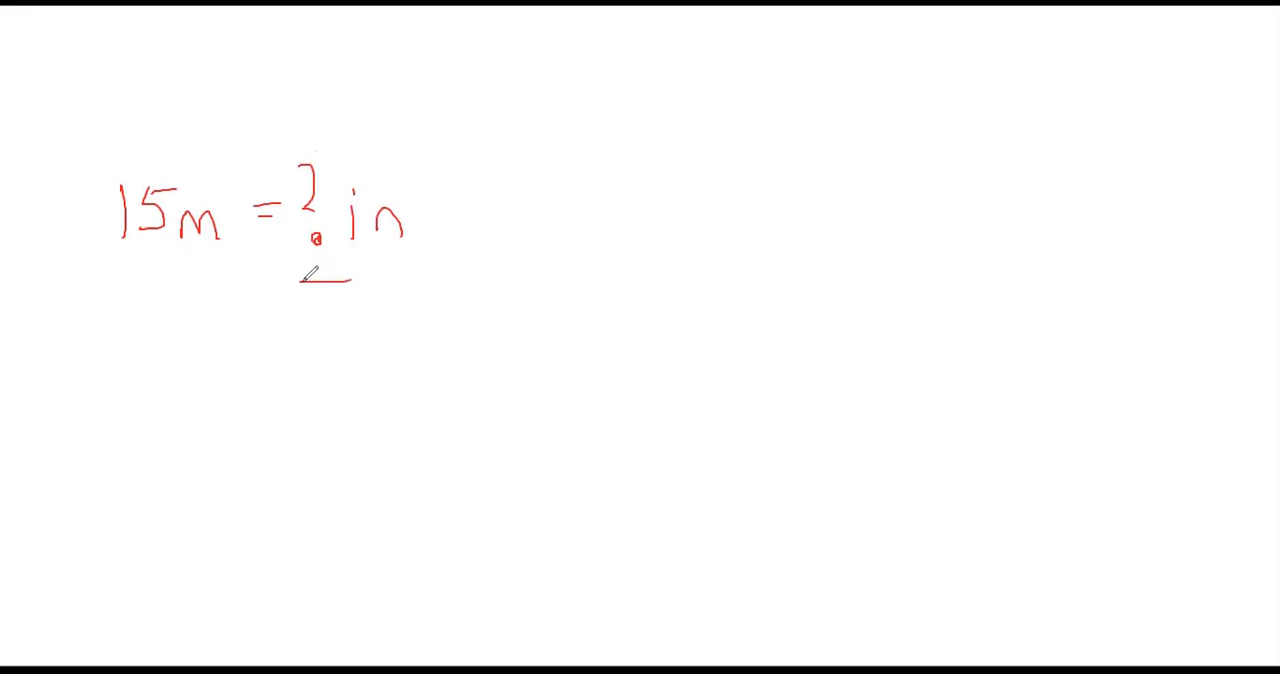 15m = ? in